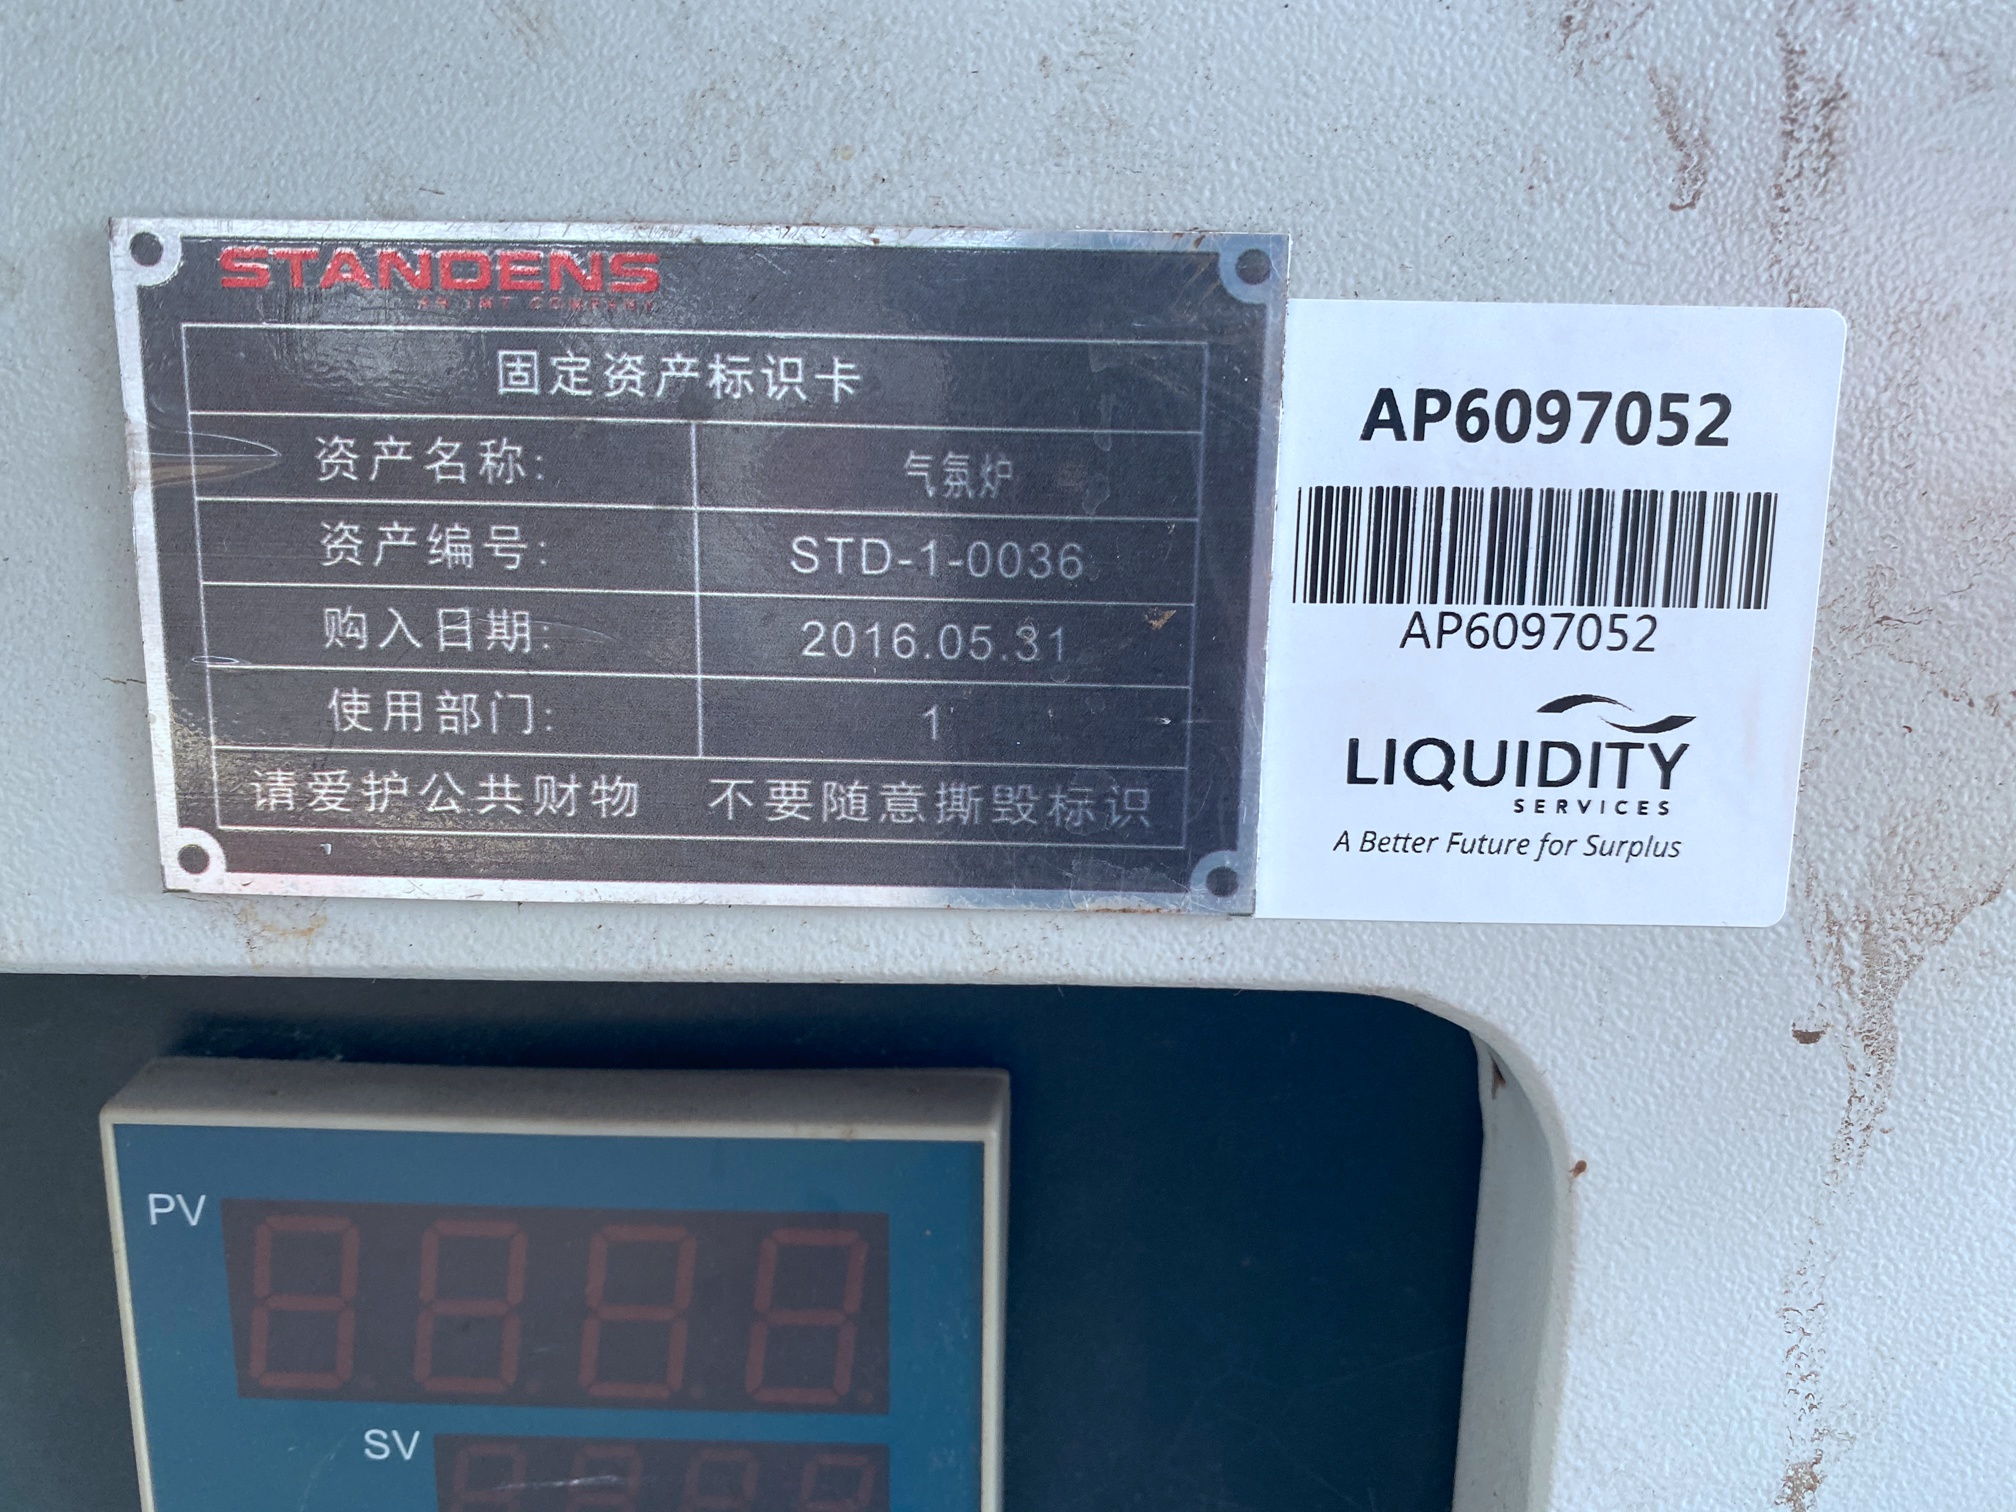 STANDENS
AN IMT COMPANY
固定资产标识卡
资产名称: 气氛炉
资产编号: STD-1-0036
购入日期: 2016.05.31
使用部门: 1
请爱护公共财物 不要随意撕毁标识
AP6097052
AP6097052
LIQUIDITY
SERVICES
A Better Future for Surplus
PV
SV